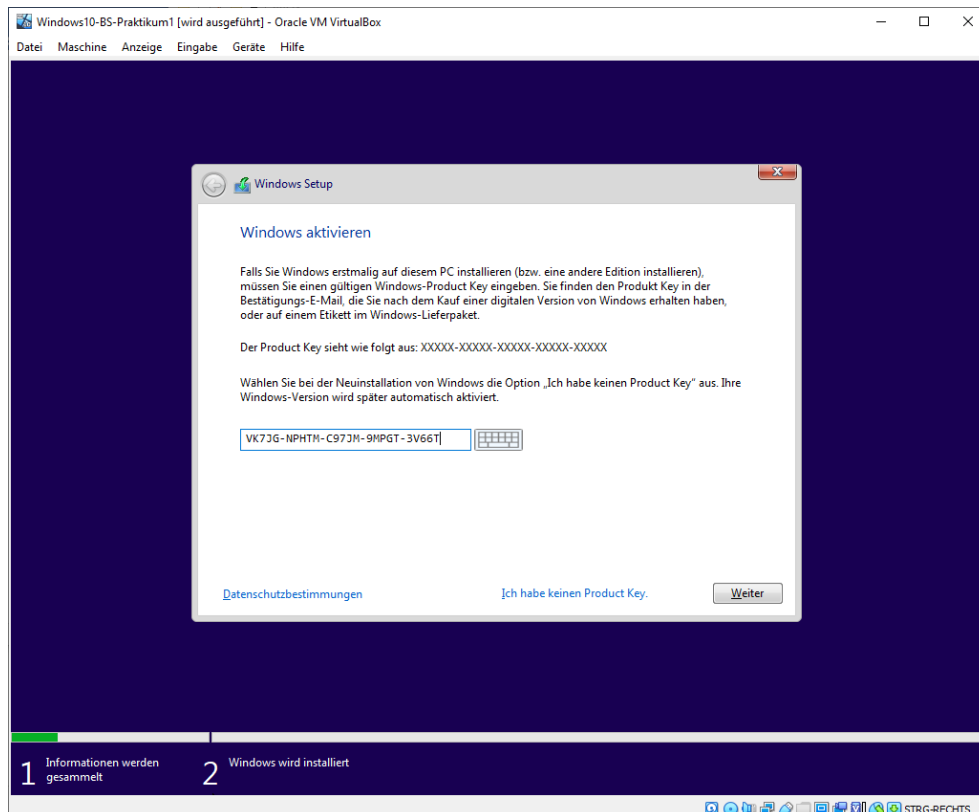 Windows10-BS-Praktikum1 [wird ausgeführt] - Oracle VM VirtualBox
Datei Maschine Anzeige Eingabe Geräte Hilfe
Windows Setup
Windows aktivieren
Falls Sie Windows erstmalig auf diesem PC installieren (bzw. eine andere Edition installieren),
müssen Sie einen gültigen Windows-Product Key eingeben. Sie finden den Produkt Key in der
Bestätigungs-E-Mail, die Sie nach dem Kauf einer digitalen Version von Windows erhalten haben,
oder auf einem Etikett im Windows-Lieferpaket.
Der Product Key sieht wie folgt aus: XXXXX-XXXXX-XXXXX-XXXXX-XXXXX
Wählen Sie bei der Neuinstallation von Windows die Option „Ich habe keinen Product Key" aus. Ihre
Windows-Version wird später automatisch aktiviert.
VK7JG-NPHTM-C97JM-9MPGT-3V66T
Datenschutzbestimmungen Ich habe keinen Product Key. Weiter
1 Informationen werden
gesammelt
2 Windows wird installiert
STRG-RECHTS